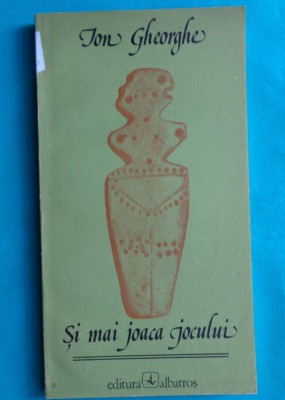 Ion Gheorghe
Și mai joaca jocului
editura albatros